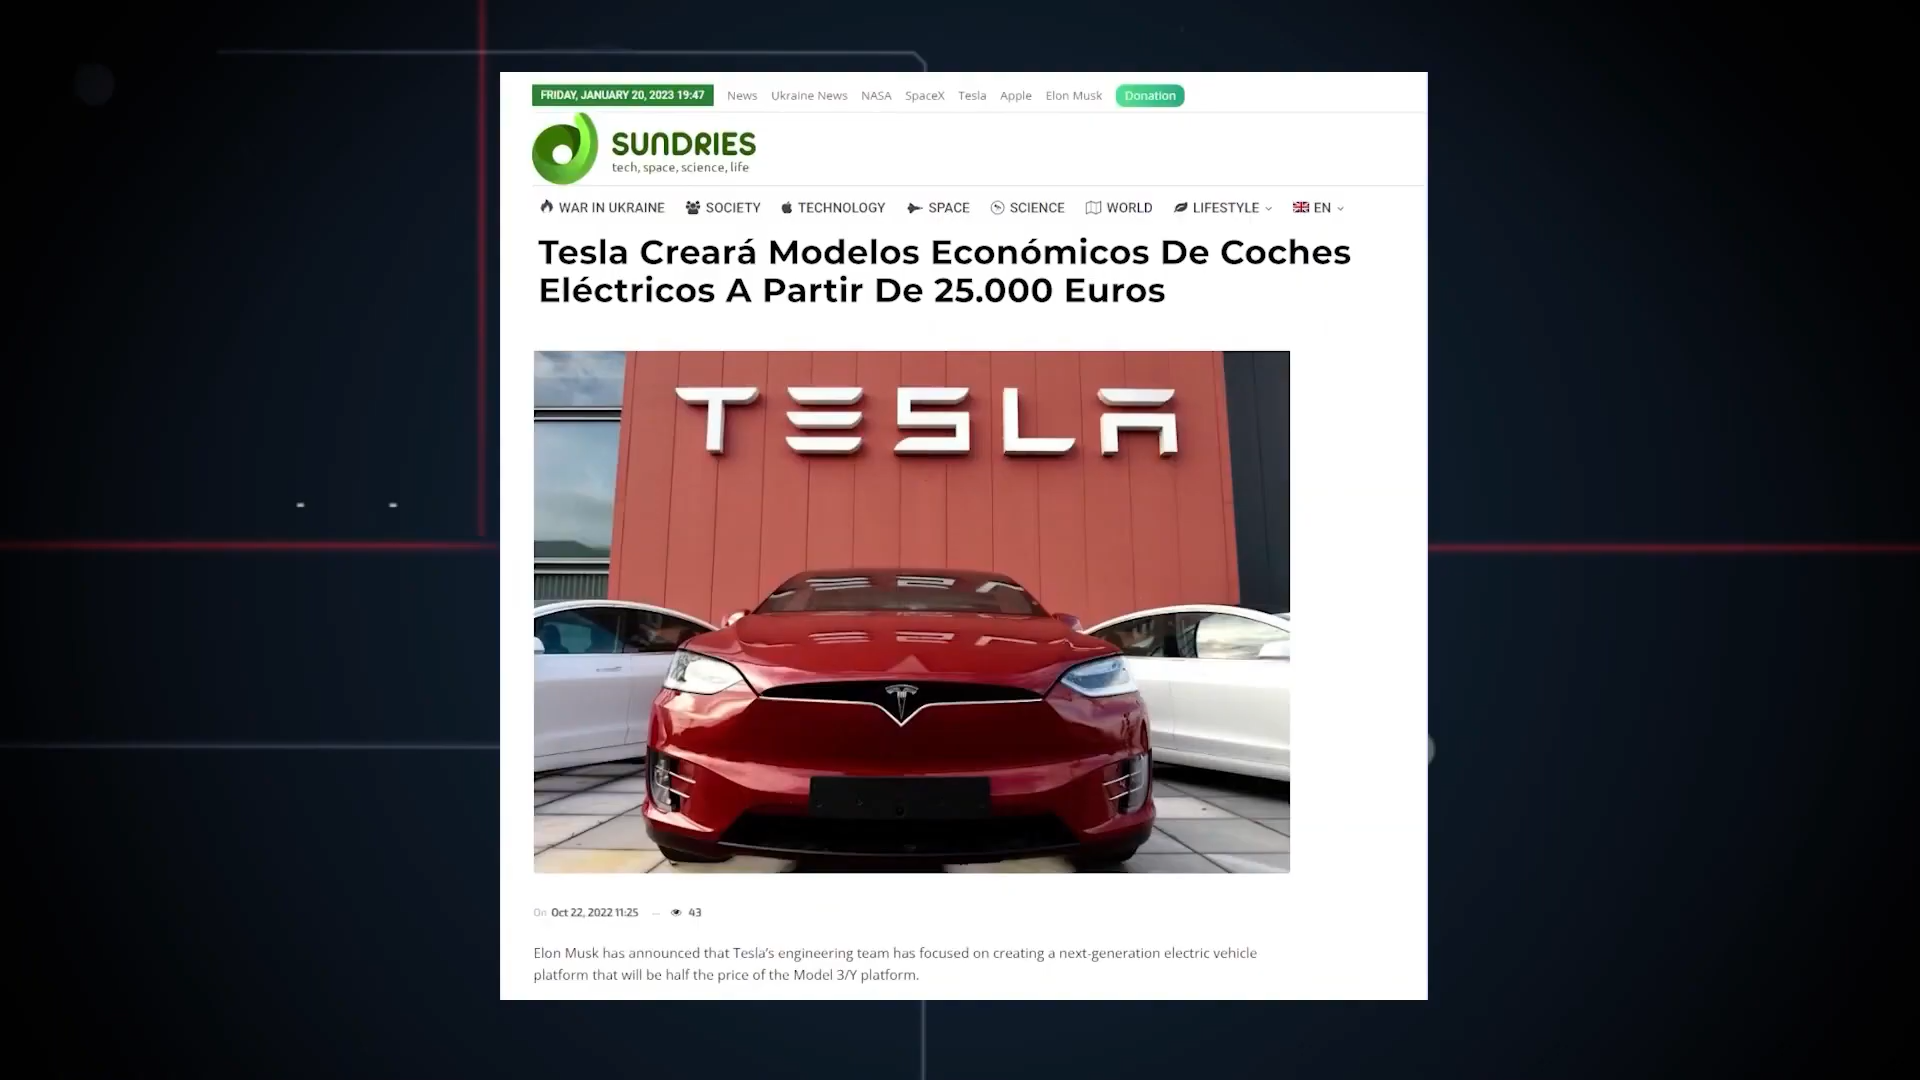 FRIDAY, JANUARY 20, 2023 19:47 News Ukraine News NASA SpaceX Tesla Apple Elon Musk Donation
SUNDRIES
tech, space, science, life
WAR IN UKRAINE SOCIETY TECHNOLOGY SPACE SCIENCE WORLD LIFESTYLE EN
Tesla Creará Modelos Económicos De Coches
Eléctricos A Partir De 25.000 Euros
TESLA
On Oct 22, 2022 11:25 — 43
Elon Musk has announced that Tesla's engineering team has focused on creating a next-generation electric vehicle
platform that will be half the price of the Model 3/Y platform.